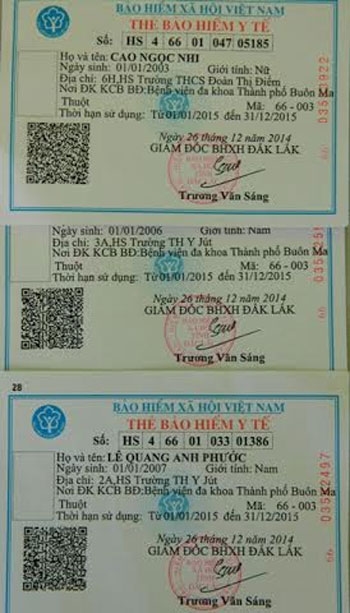 BẢO HIỂM XÃ HỘI VIỆT NAM
THẺ BẢO HIỂM Y TẾ
Số: HS 4 66 01 047 05185
Họ và tên: CAO NGỌC NHI
Ngày sinh: 01/01/2003 Giới tính: Nữ
Địa chỉ: 6H,HS Trường THCS Đoàn Thị Điểm
Nơi ĐK KCB BĐ:Bệnh viện đa khoa Thành phố Buôn Ma
Thuột Mã: 66 - 003
Thời hạn sử dụng: Từ 01/01/2015 đến 31/12/2015
Ngày 26 tháng 12 năm 2014
GIÁM ĐỐC BHXH ĐẮK LẮK
Trương Văn Sáng
66
Ngày sinh: 01/01/2006 Giới tính: Nam
Địa chỉ: 3A,HS Trường TH Y Jút
Nơi ĐK KCB BĐ:Bệnh viện đa khoa Thành phố Buôn Ma
Thuột Mã: 66 - 003
Thời hạn sử dụng: Từ 01/01/2015 đến 31/12/2015
Ngày 26 tháng 12 năm 2014
GIÁM ĐỐC BHXH ĐẮK LẮK
Trương Văn Sáng
66
28
BẢO HIỂM XÃ HỘI VIỆT NAM
THẺ BẢO HIỂM Y TẾ
Số: HS 4 66 01 033 01386
Họ và tên: LÊ QUANG ANH PHƯỚC
Ngày sinh: 01/01/2007 Giới tính: Nam
Địa chỉ: 2A,HS Trường TH Y Jút
Nơi ĐK KCB BĐ:Bệnh viện đa khoa Thành phố Buôn Ma
Thuột Mã: 66 - 003
Thời hạn sử dụng: Từ 01/01/2015 đến 31/12/2015
Ngày 26 tháng 12 năm 2014
GIÁM ĐỐC BHXH ĐẮK LẮK
Trương Văn Sáng
66